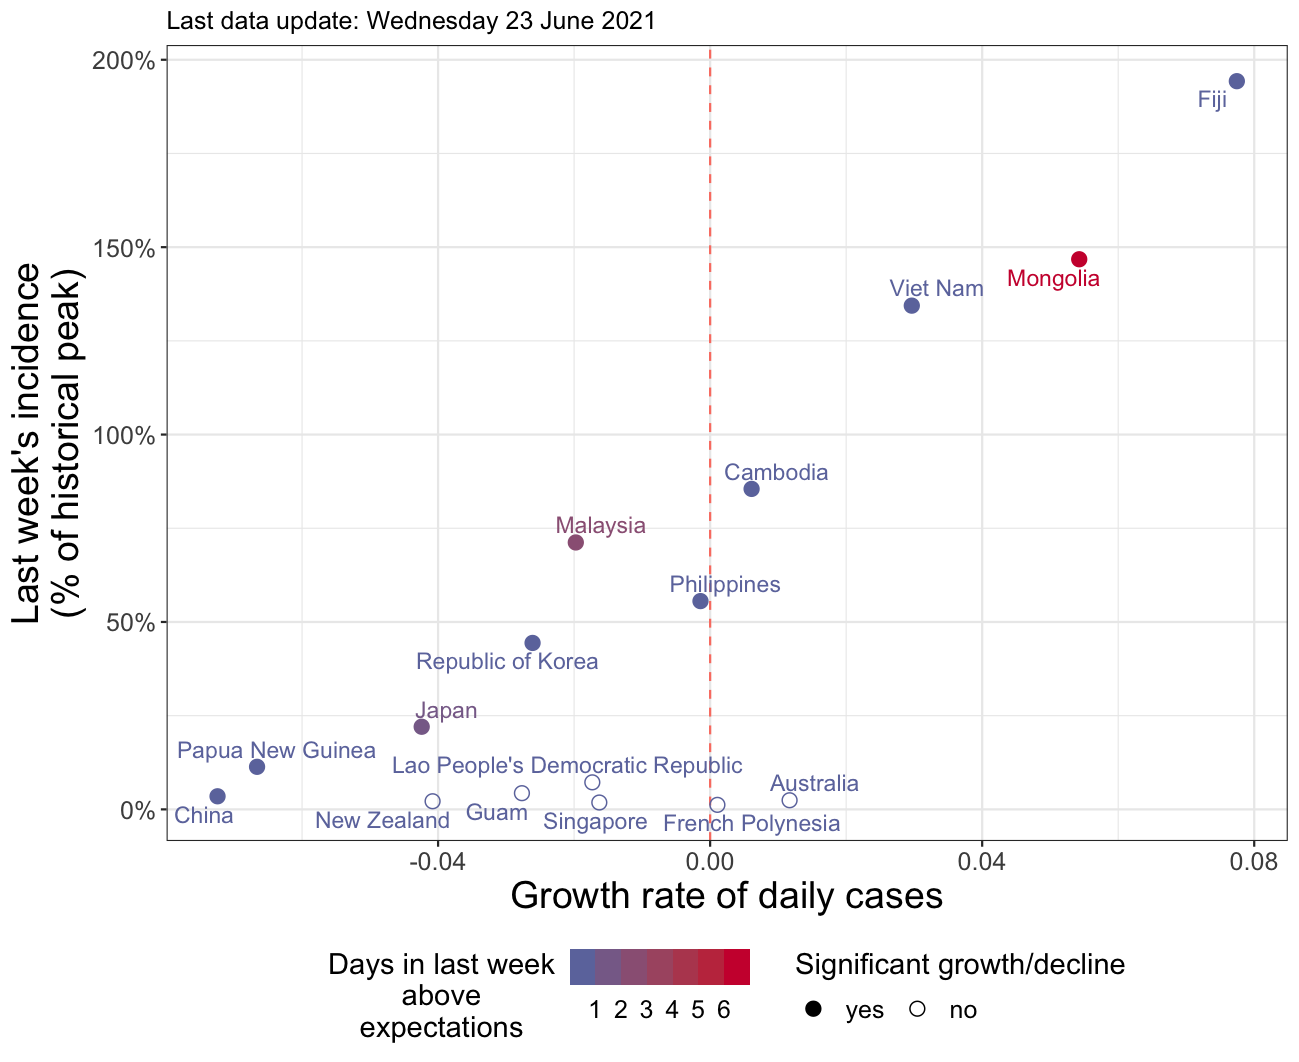 Last data update: Wednesday 23 June 2021
Last week's incidence
(% of historical peak)
200%
150%
100%
50%
0%
Fiji
Mongolia
Viet Nam
Cambodia
Malaysia
Philippines
Republic of Korea
Japan
Papua New Guinea
Lao People's Democratic Republic
Australia
China
New Zealand
Guam
Singapore
French Polynesia
-0.04 0.00 0.04 0.08
Growth rate of daily cases
Days in last week
above
expectations
1 2 3 4 5 6
Significant growth/decline
yes no